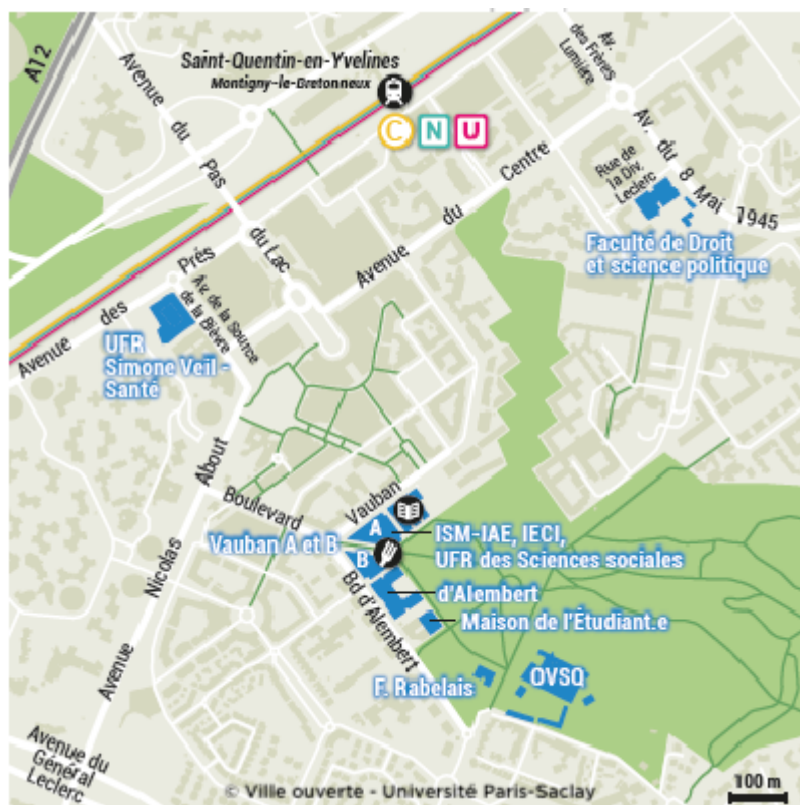 A12
Avenue du Pas du Lac
Saint-Quentin-en-Yvelines
Montigny-le-Bretonneux
C N U
Av. des Frères Lumière
Av. du 8 Mai 1945
Rue de
1a Div.
Leclerc
Faculté de Droit
et science politique
Avenue du Centre
Avenue des Prés
Av. de la Source
de la Bièvre
UFR
Simone Veil -
Santé
Avenue Nicolas About
Boulevard Vauban
A
B
Vauban A et B
ISM-IAE, IECI,
UFR des Sciences sociales
d'Alembert
Maison de l'Étudiant.e
Bd d'Alembert
F. Rabelais
OVSQ
Avenue du
Général
Leclerc
© Ville ouverte - Université Paris-Saclay
100 m